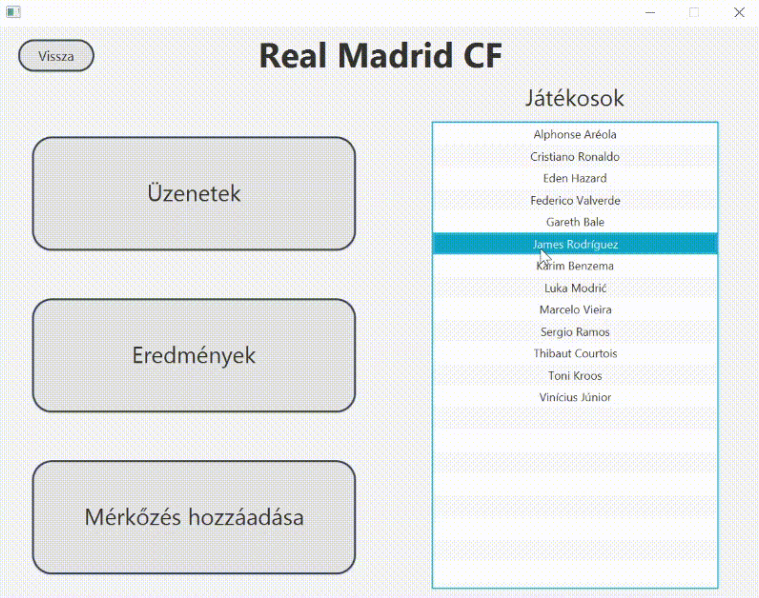 Vissza
Real Madrid CF
Üzenetek
Eredmények
Mérkőzés hozzáadása
Játékosok
Alphonse Aréola
Cristiano Ronaldo
Eden Hazard
Federico Valverde
Gareth Bale
James Rodríguez
Karim Benzema
Luka Modrić
Marcelo Vieira
Sergio Ramos
Thibaut Courtois
Toni Kroos
Vinícius Júnior